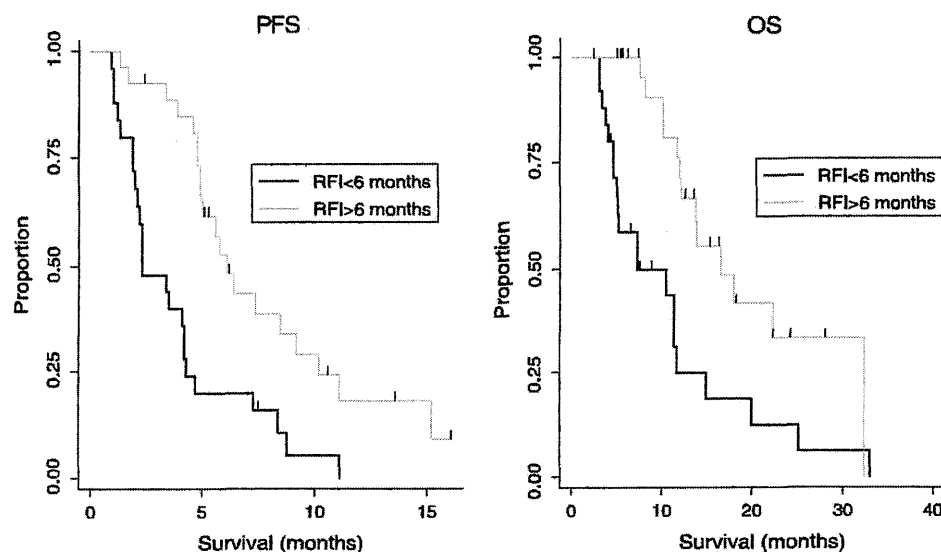 PFS
1.00
0.75
0.50
0.25
0.00
Proportion
RFI<6 months
RFI>6 months
0
5
10
15
Survival (months)
OS
1.00
0.75
0.50
0.25
0.00
Proportion
RFI<6 months
RFI>6 months
0
10
20
30
40
Survival (months)